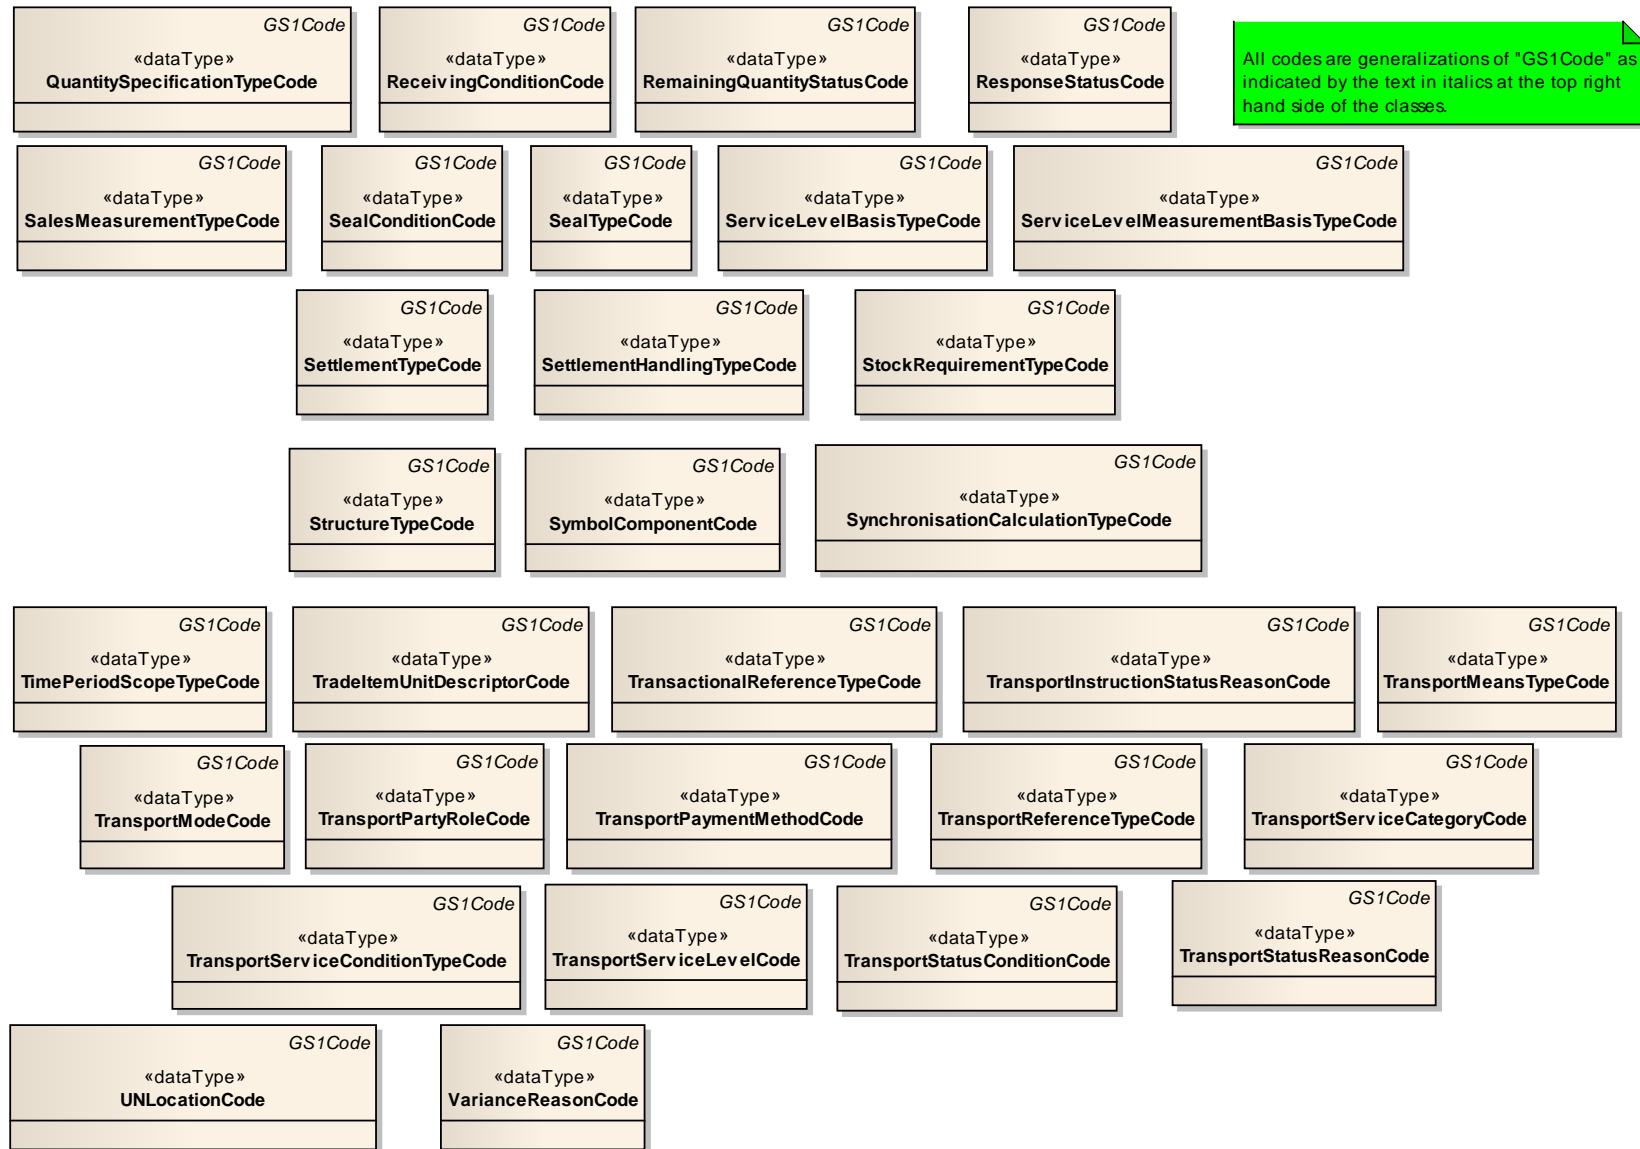 GS1Code
«dataType»
QuantitySpecificationTypeCode
GS1Code
«dataType»
ReceivingConditionCode
GS1Code
«dataType»
RemainingQuantityStatusCode
GS1Code
«dataType»
ResponseStatusCode
All codes are generalizations of "GS1Code" as
indicated by the text in italics at the top right
hand side of the classes.
GS1Code
«dataType»
SalesMeasurementTypeCode
GS1Code
«dataType»
SealConditionCode
GS1Code
«dataType»
SealTypeCode
GS1Code
«dataType»
ServiceLevelBasisTypeCode
GS1Code
«dataType»
ServiceLevelMeasurementBasisTypeCode
GS1Code
«dataType»
SettlementTypeCode
GS1Code
«dataType»
SettlementHandlingTypeCode
GS1Code
«dataType»
StockRequirementTypeCode
GS1Code
«dataType»
StructureTypeCode
GS1Code
«dataType»
SymbolComponentCode
GS1Code
«dataType»
SynchronisationCalculationTypeCode
GS1Code
«dataType»
TimePeriodScopeTypeCode
GS1Code
«dataType»
TradeItemUnitDescriptorCode
GS1Code
«dataType»
TransactionalReferenceTypeCode
GS1Code
«dataType»
TransportInstructionStatusReasonCode
GS1Code
«dataType»
TransportMeansTypeCode
GS1Code
«dataType»
TransportModeCode
GS1Code
«dataType»
TransportPartyRoleCode
GS1Code
«dataType»
TransportPaymentMethodCode
GS1Code
«dataType»
TransportReferenceTypeCode
GS1Code
«dataType»
TransportServiceCategoryCode
GS1Code
«dataType»
TransportServiceConditionTypeCode
GS1Code
«dataType»
TransportServiceLevelCode
GS1Code
«dataType»
TransportStatusConditionCode
GS1Code
«dataType»
TransportStatusReasonCode
GS1Code
«dataType»
UNLocationCode
GS1Code
«dataType»
VarianceReasonCode